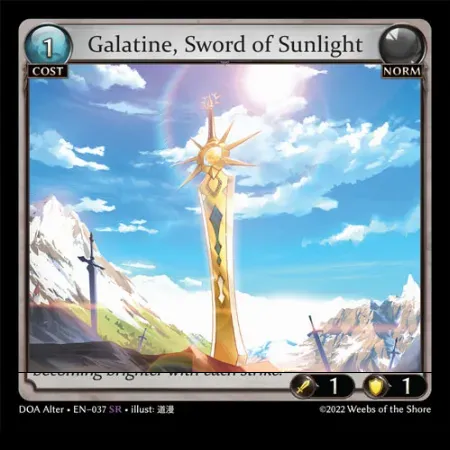 1
Galatine, Sword of Sunlight
COST
NORM
becoming brighter with each strike.
1
1
DOA Alter • EN-037 SR • illust: 道漫
©2022 Weebs of the Shore